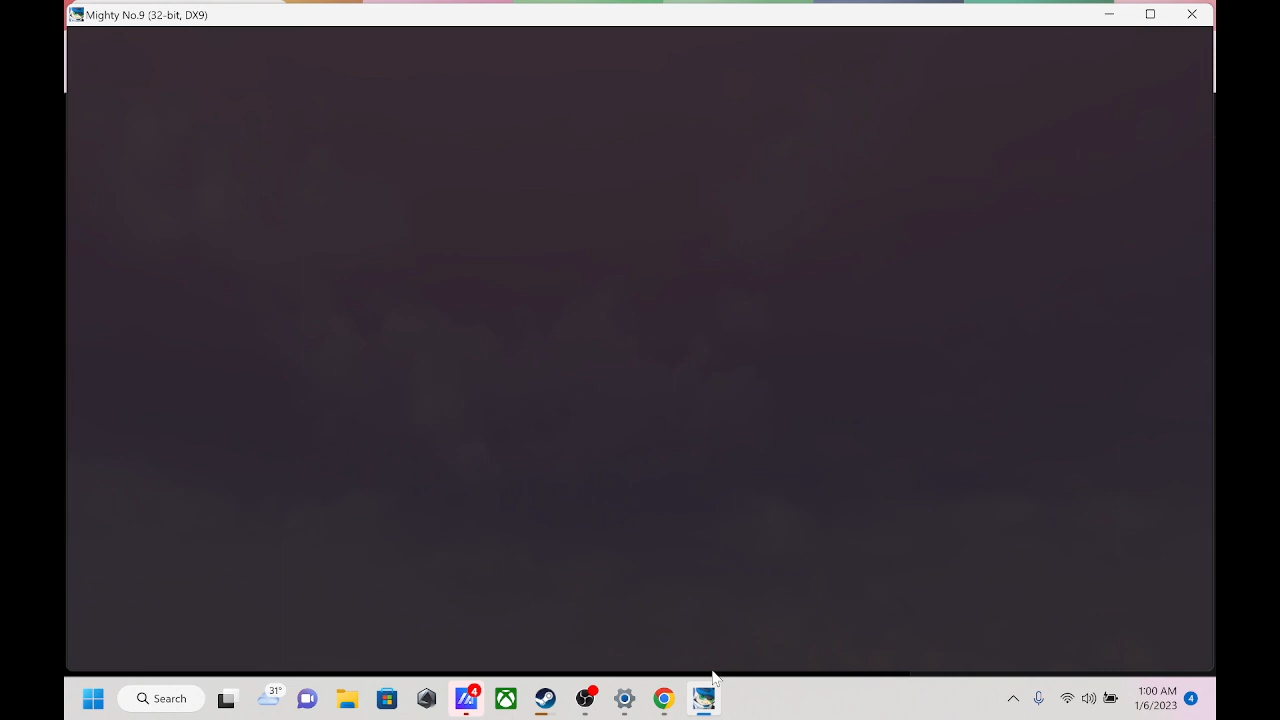 Mighty No.9 (32-bit, DX9)
31°
Search
4
1:00 AM
1/6/2023
4